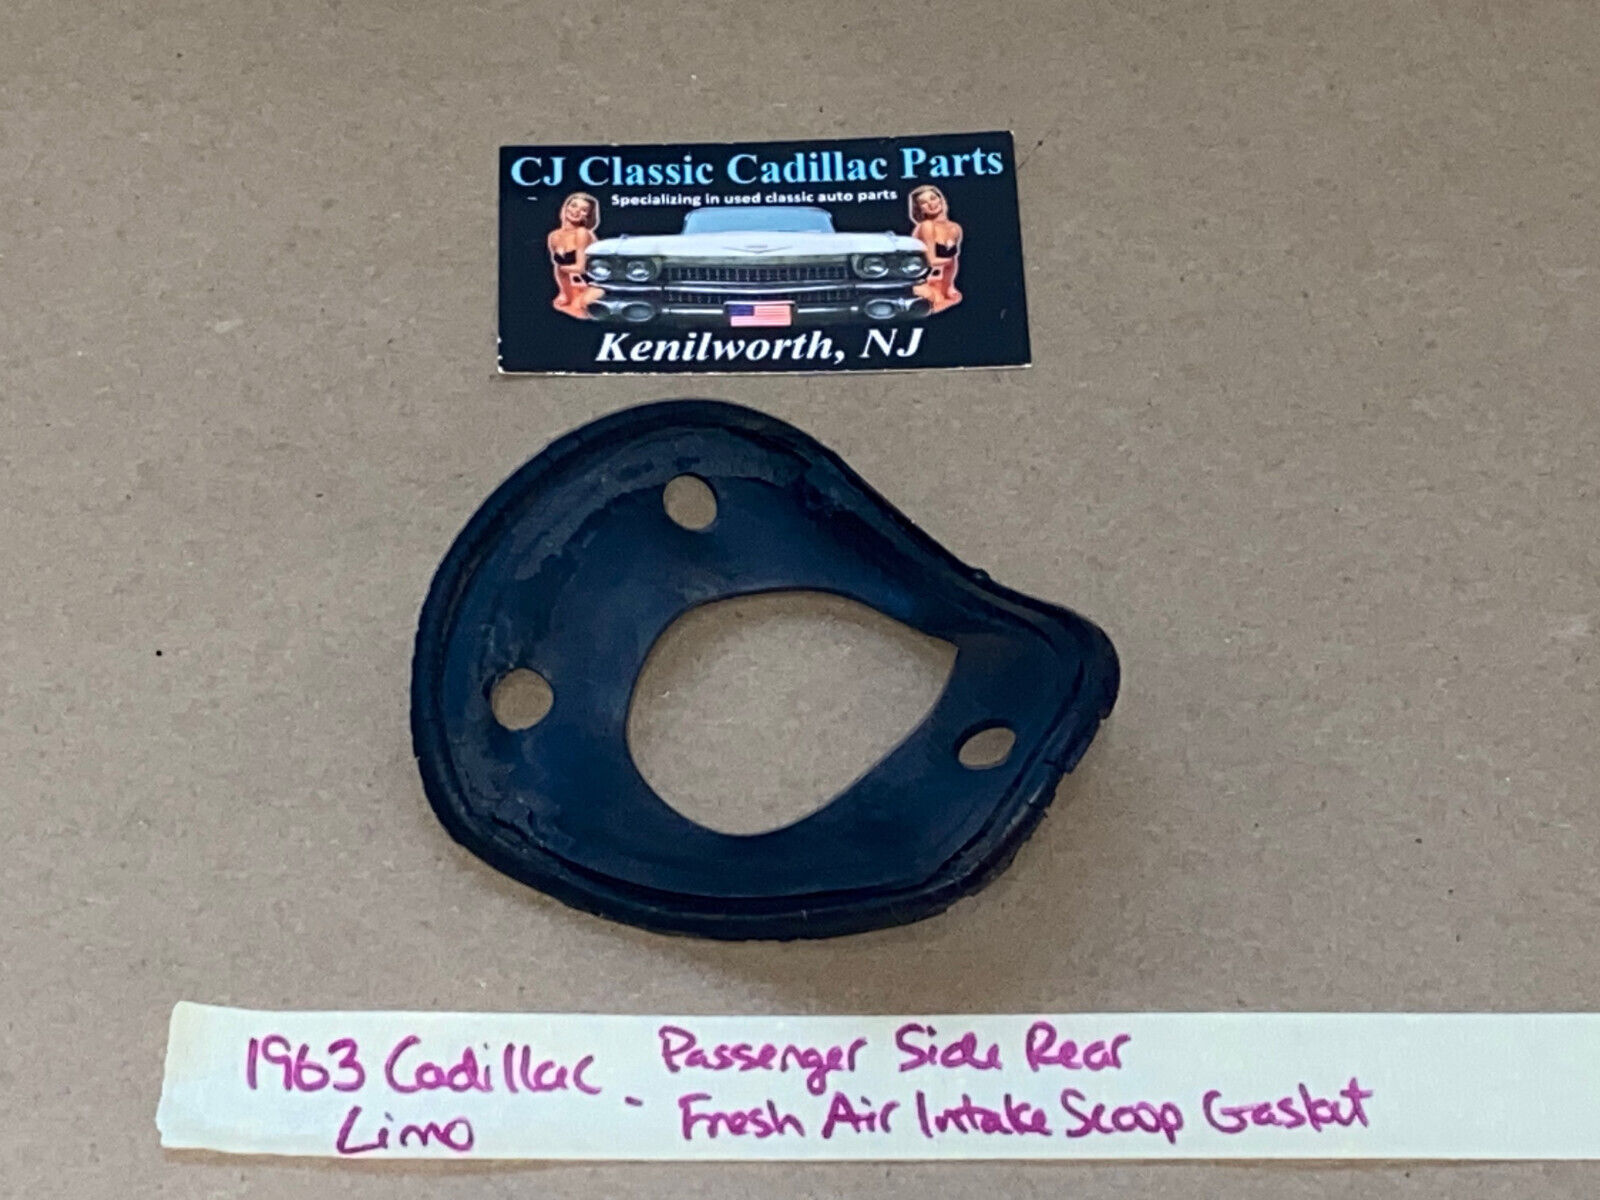 CJ Classic Cadillac Parts
Specializing in used classic auto parts
Kenilworth, NJ
1963 Cadillac - Passenger Side Rear
Limo Fresh Air Intake Scoop Gasket